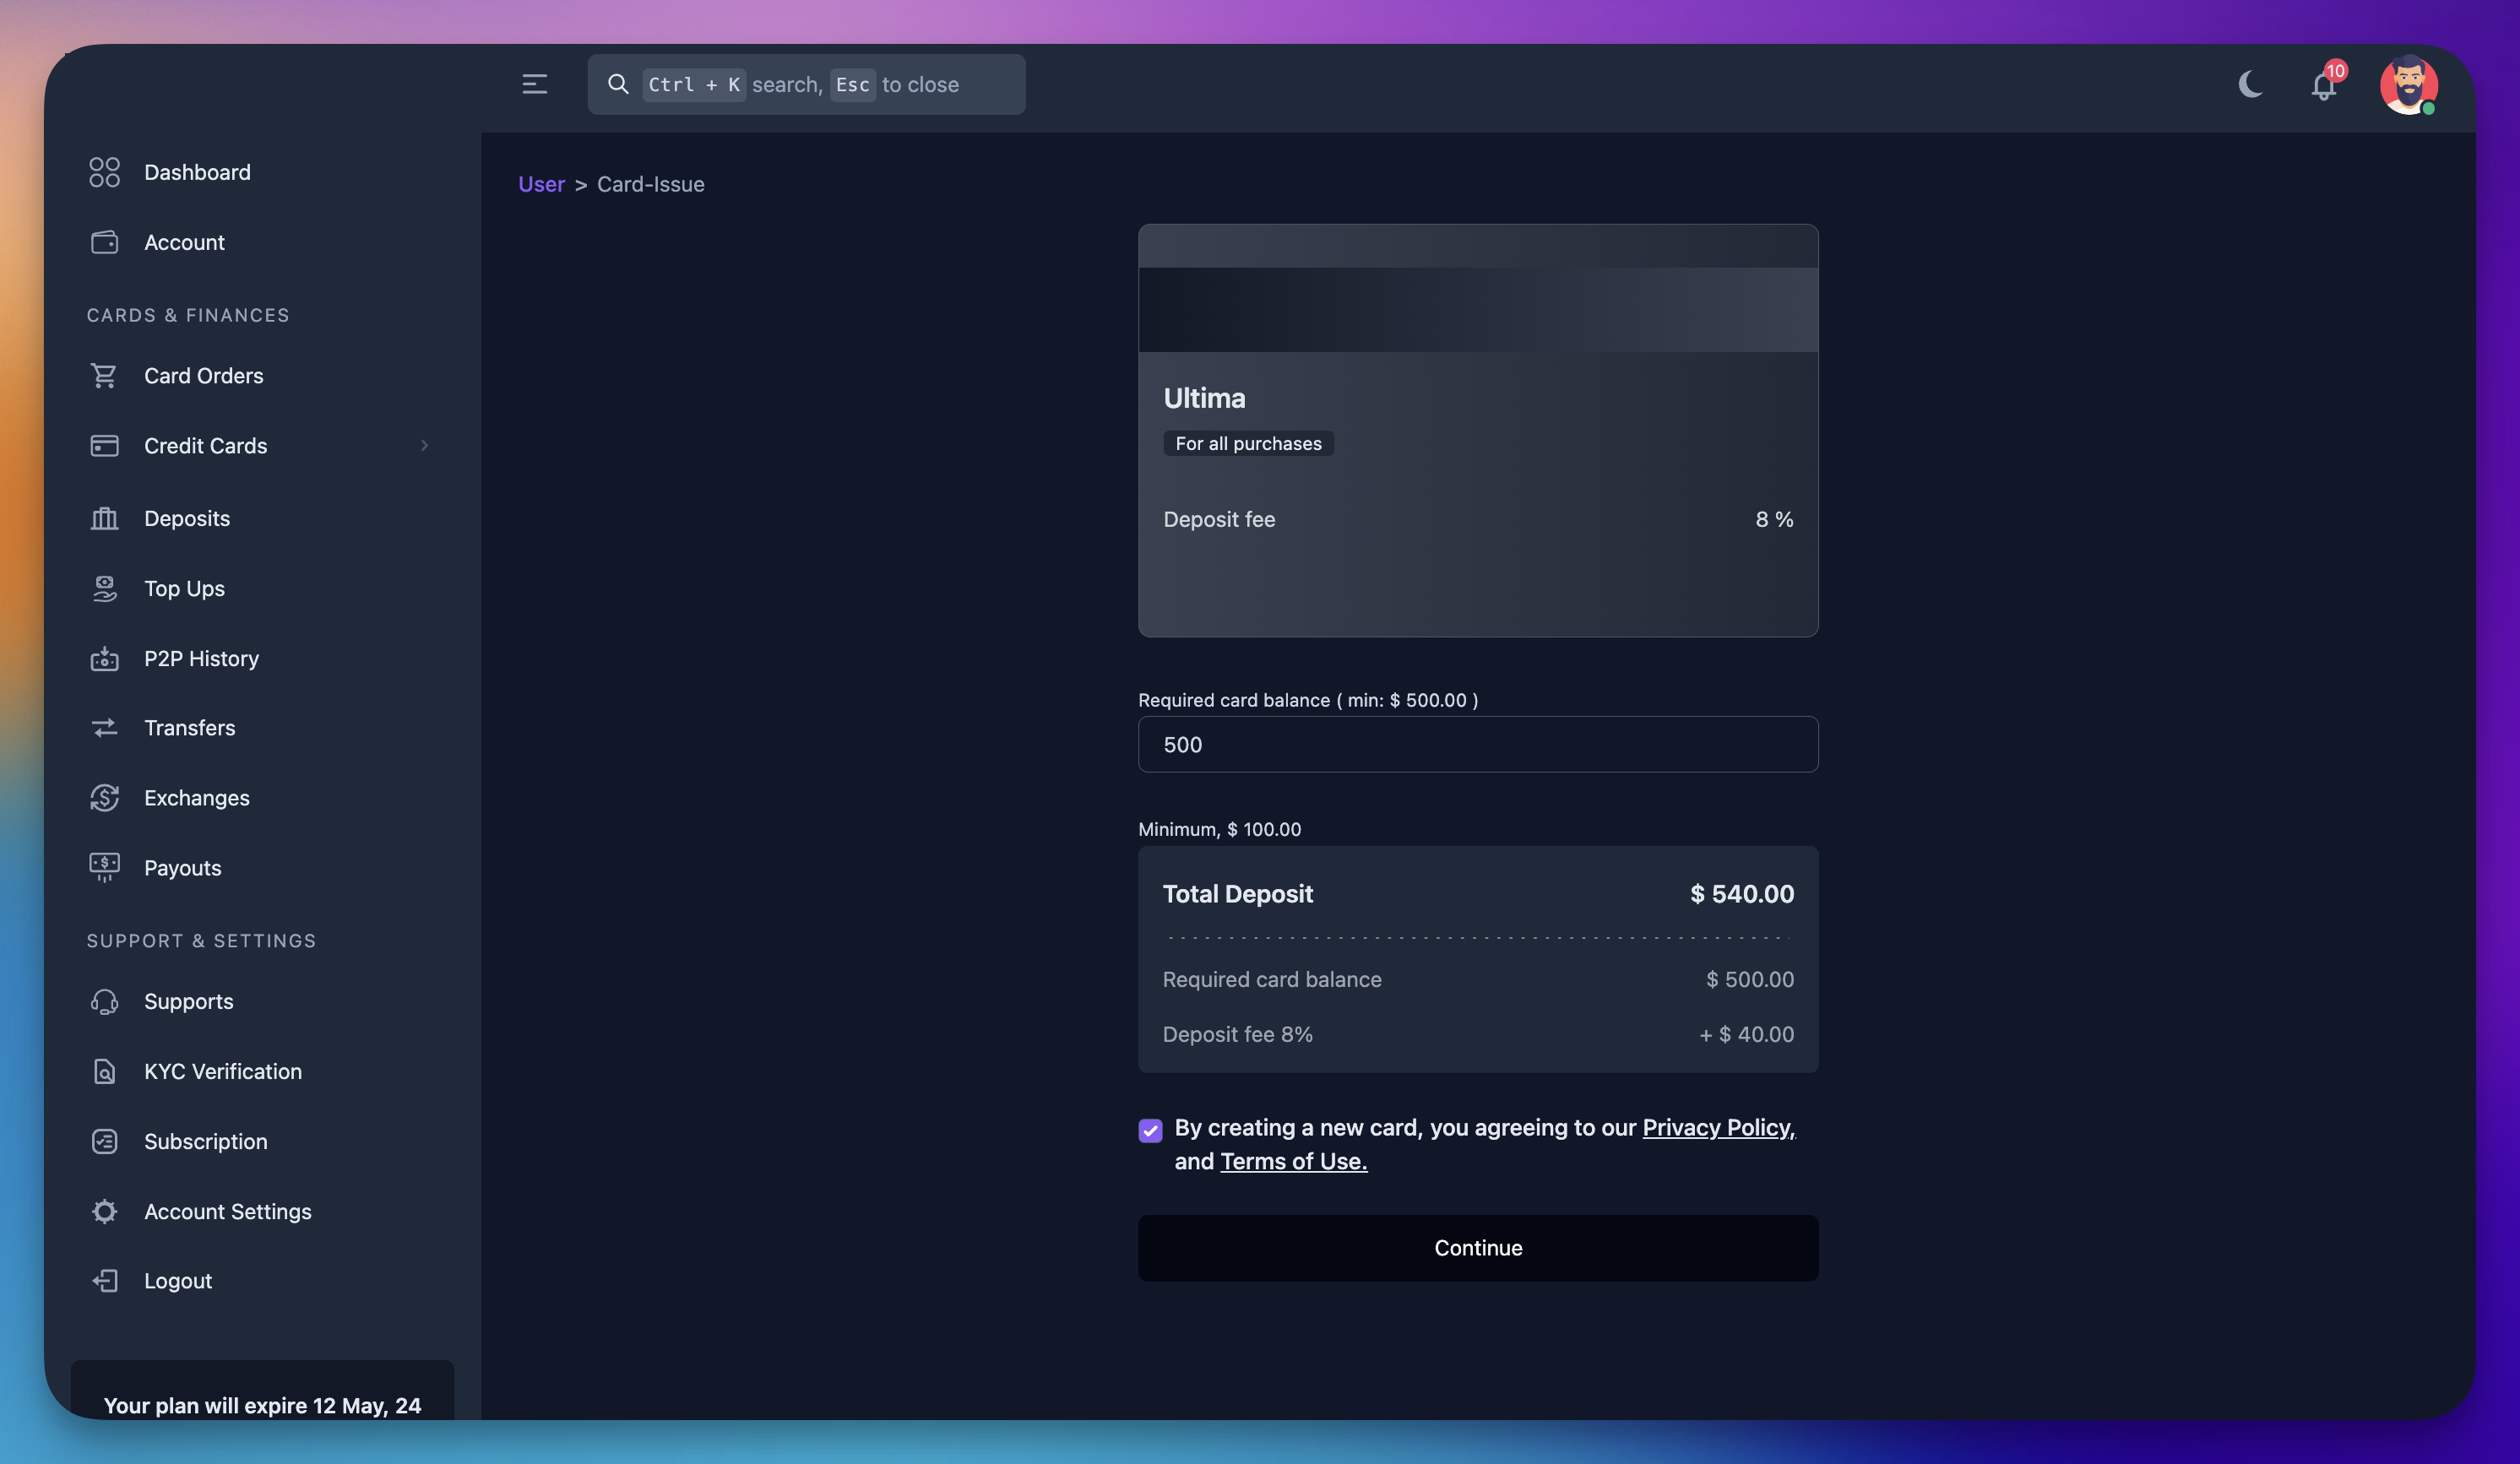 Ctrl + K search, Esc to close
10
Dashboard
Account
CARDS & FINANCES
Card Orders
Credit Cards
Deposits
Top Ups
P2P History
Transfers
Exchanges
Payouts
SUPPORT & SETTINGS
Supports
KYC Verification
Subscription
Account Settings
Logout
Your plan will expire 12 May, 24
User > Card-Issue
Ultima
For all purchases
Deposit fee 8 %
Required card balance ( min: $ 500.00 )
500
Minimum, $ 100.00
Total Deposit $ 540.00
Required card balance $ 500.00
Deposit fee 8% + $ 40.00
By creating a new card, you agreeing to our Privacy Policy,
and Terms of Use.
Continue